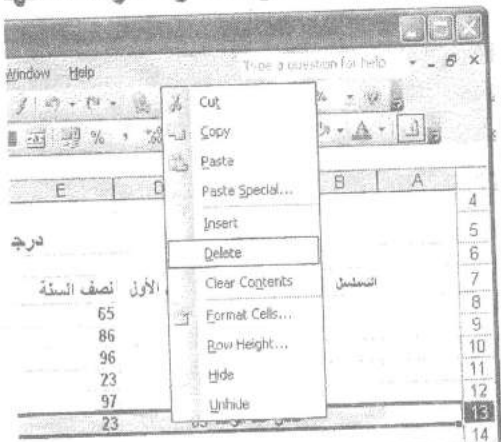 Window Help Type a question for help
Cut
Copy
Paste
Paste Special...
Insert
Delete
Clear Contents
Format Cells...
Row Height...
Hide
Unhide
E D B A
4
درجـ 5
6
التسلسل الأول نصف السنة 7
65 8
86 9
96 10
23 11
97 12
23 13
14